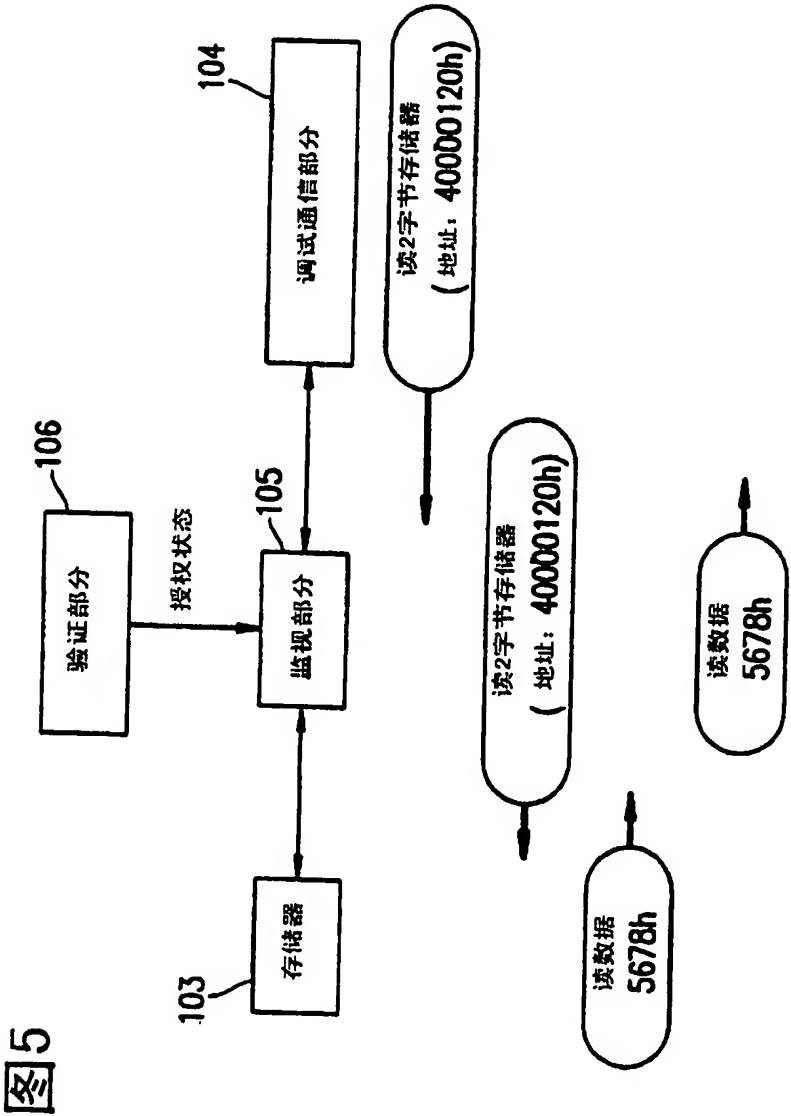 图5
106
验证部分
授权状态
103
105
104
存储器
监视部分
调试通信部分
读2字节存储器
(地址：40000120h)
读2字节存储器
(地址：40000120h)
读数据
5678h
读数据
5678h